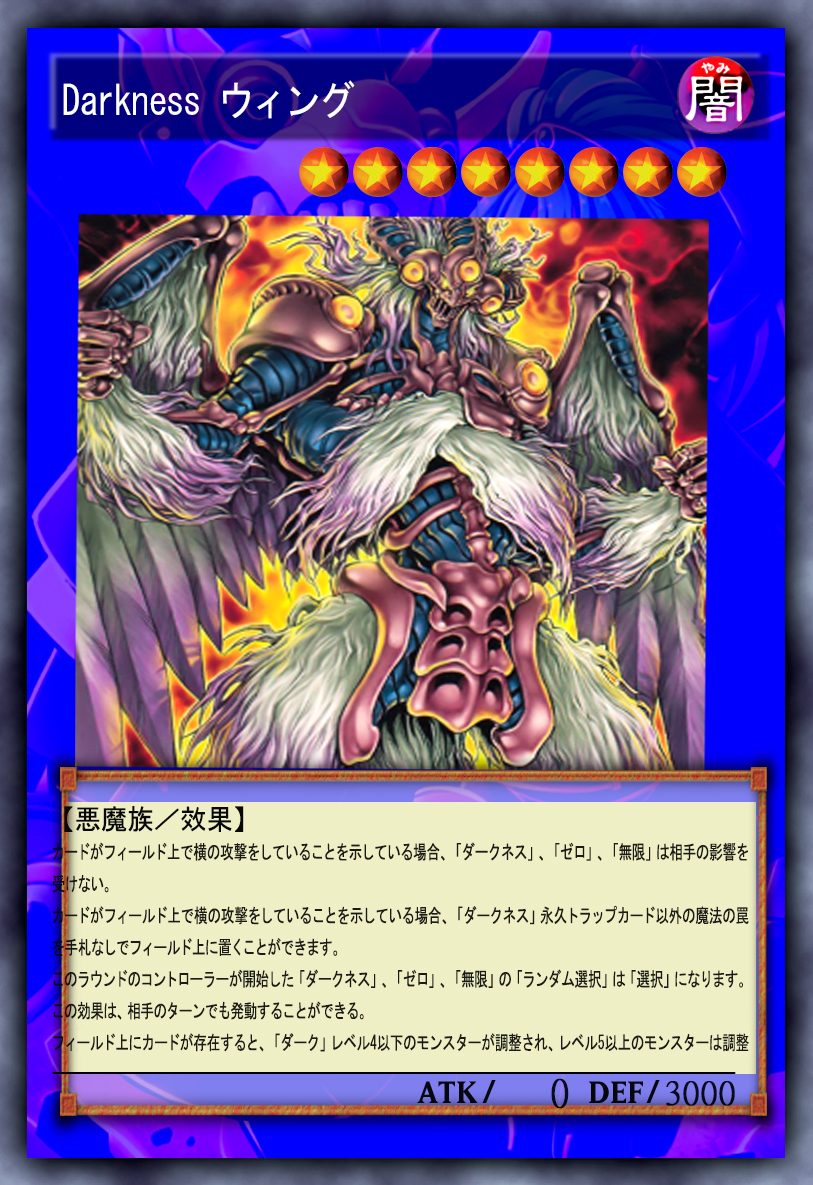 Darkness ウィング
やみ
闇
【悪魔族／効果】
カードがフィールド上で横の攻撃をしていることを示している場合、「ダークネス」、「ゼロ」、「無限」は相手の影響を
受けない。
カードがフィールド上で横の攻撃をしていることを示している場合、「ダークネス」永久トラップカード以外の魔法の罠
を手札なしでフィールド上に置くことができます。
このラウンドのコントローラーが開始した「ダークネス」、「ゼロ」、「無限」の「ランダム選択」は「選択」になります。
この効果は、相手のターンでも発動することができる。
フィールド上にカードが存在すると、「ダーク」レベル4以下のモンスターが調整され、レベル5以上のモンスターは調整
ATK/ 0 DEF/3000